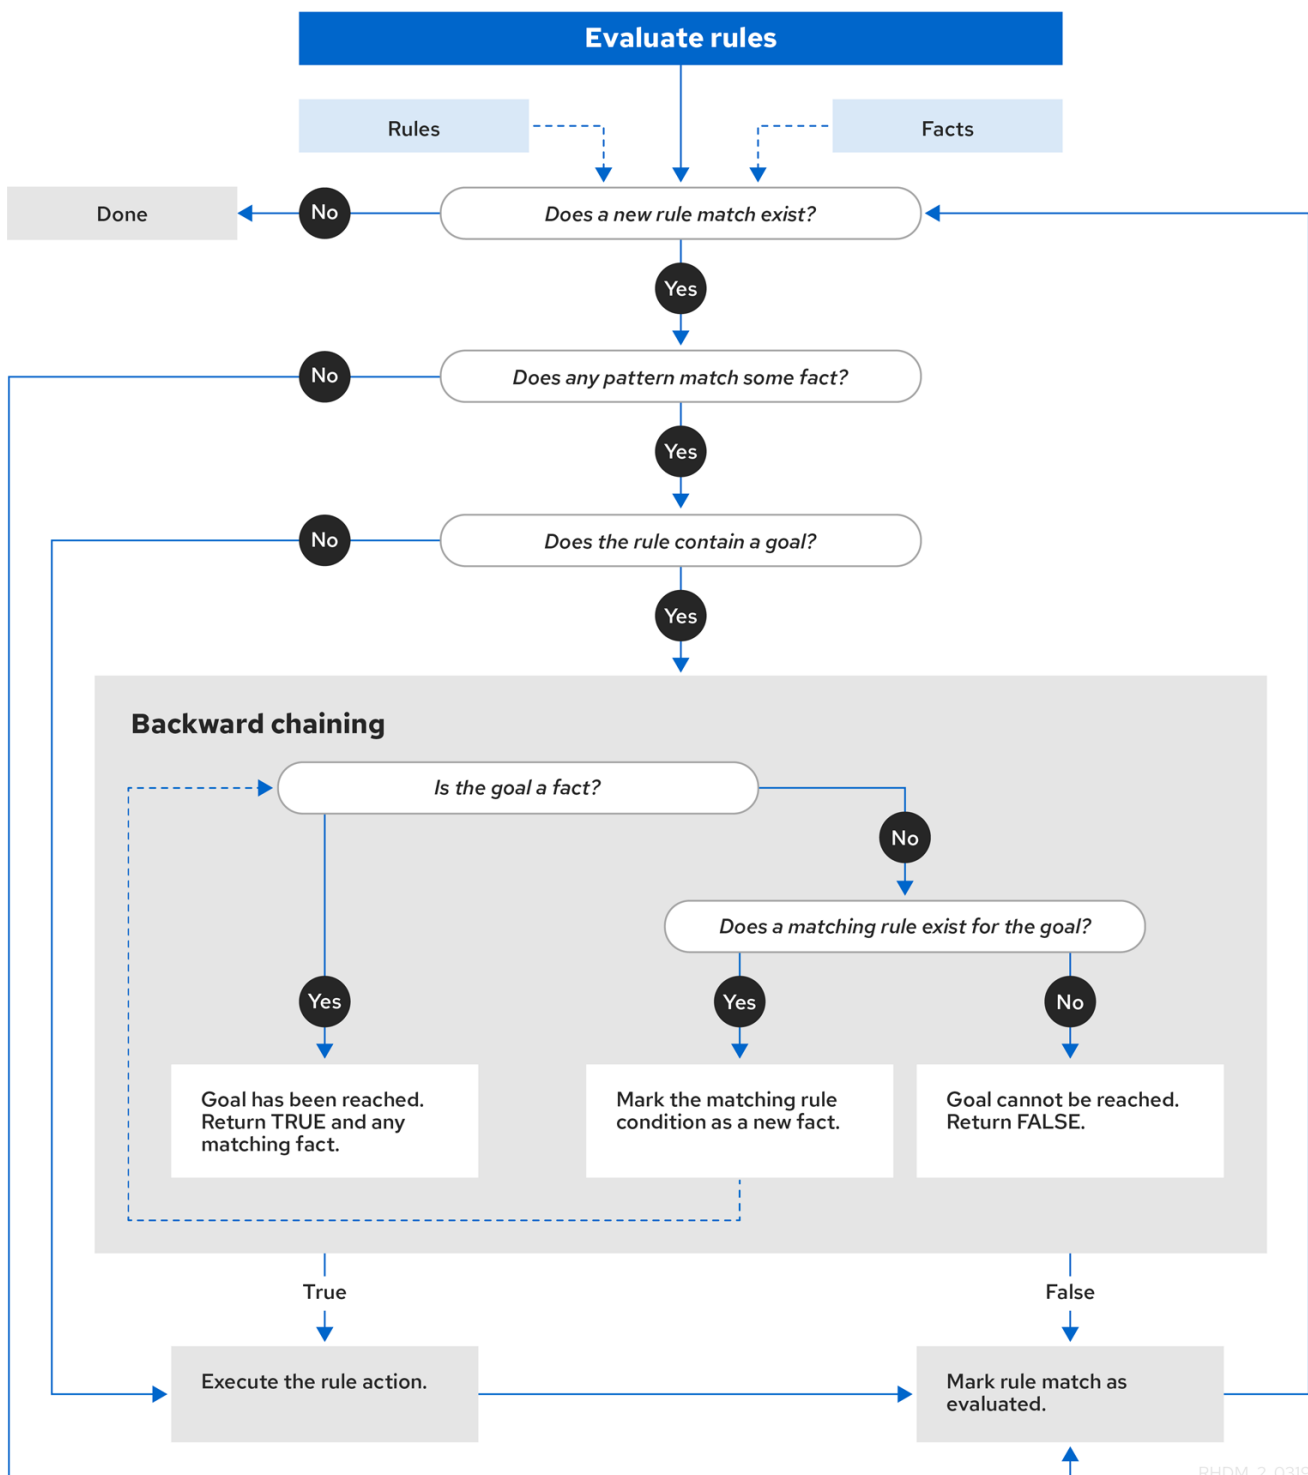 Evaluate rules
Rules
Facts
Done
No
Does a new rule match exist?
Yes
No
Does any pattern match some fact?
Yes
No
Does the rule contain a goal?
Yes
Backward chaining
Is the goal a fact?
No
Does a matching rule exist for the goal?
Yes
Yes
No
Goal has been reached.
Return TRUE and any
matching fact.
Mark the matching rule
condition as a new fact.
Goal cannot be reached.
Return FALSE.
True
False
Execute the rule action.
Mark rule match as
evaluated.
RHDM_2_0319